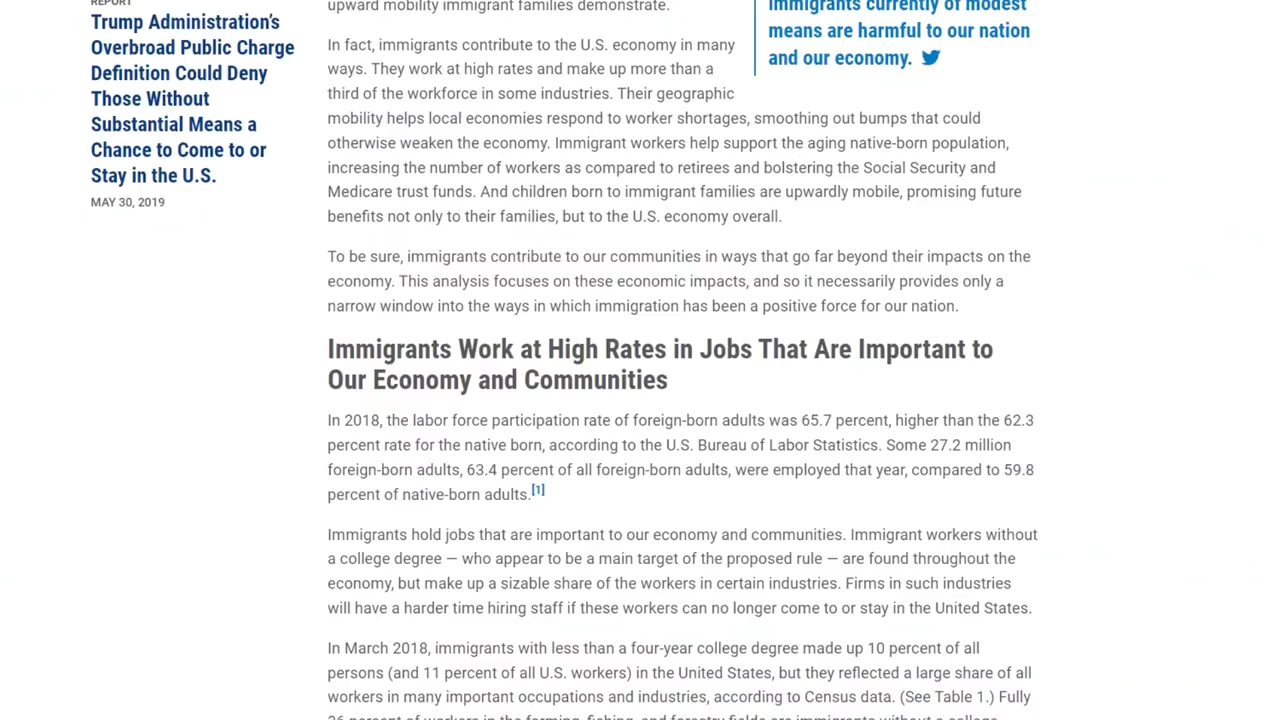 REPORT
Trump Administration's
Overbroad Public Charge
Definition Could Deny
Those Without
Substantial Means a
Chance to Come to or
Stay in the U.S.
MAY 30, 2019
upward mobility immigrant families demonstrate.
In fact, immigrants contribute to the U.S. economy in many
ways. They work at high rates and make up more than a
third of the workforce in some industries. Their geographic
mobility helps local economies respond to worker shortages, smoothing out bumps that could
otherwise weaken the economy. Immigrant workers help support the aging native-born population,
increasing the number of workers as compared to retirees and bolstering the Social Security and
Medicare trust funds. And children born to immigrant families are upwardly mobile, promising future
benefits not only to their families, but to the U.S. economy overall.
immigrants currently of modest
means are harmful to our nation
and our economy.
To be sure, immigrants contribute to our communities in ways that go far beyond their impacts on the
economy. This analysis focuses on these economic impacts, and so it necessarily provides only a
narrow window into the ways in which immigration has been a positive force for our nation.
Immigrants Work at High Rates in Jobs That Are Important to
Our Economy and Communities
In 2018, the labor force participation rate of foreign-born adults was 65.7 percent, higher than the 62.3
percent rate for the native born, according to the U.S. Bureau of Labor Statistics. Some 27.2 million
foreign-born adults, 63.4 percent of all foreign-born adults, were employed that year, compared to 59.8
percent of native-born adults.[1]
Immigrants hold jobs that are important to our economy and communities. Immigrant workers without
a college degree — who appear to be a main target of the proposed rule — are found throughout the
economy, but make up a sizable share of the workers in certain industries. Firms in such industries
will have a harder time hiring staff if these workers can no longer come to or stay in the United States.
In March 2018, immigrants with less than a four-year college degree made up 10 percent of all
persons (and 11 percent of all U.S. workers) in the United States, but they reflected a large share of all
workers in many important occupations and industries, according to Census data. (See Table 1.) Fully
26 percent of workers in the farming, fishing, and forestry fields are immigrants without a college